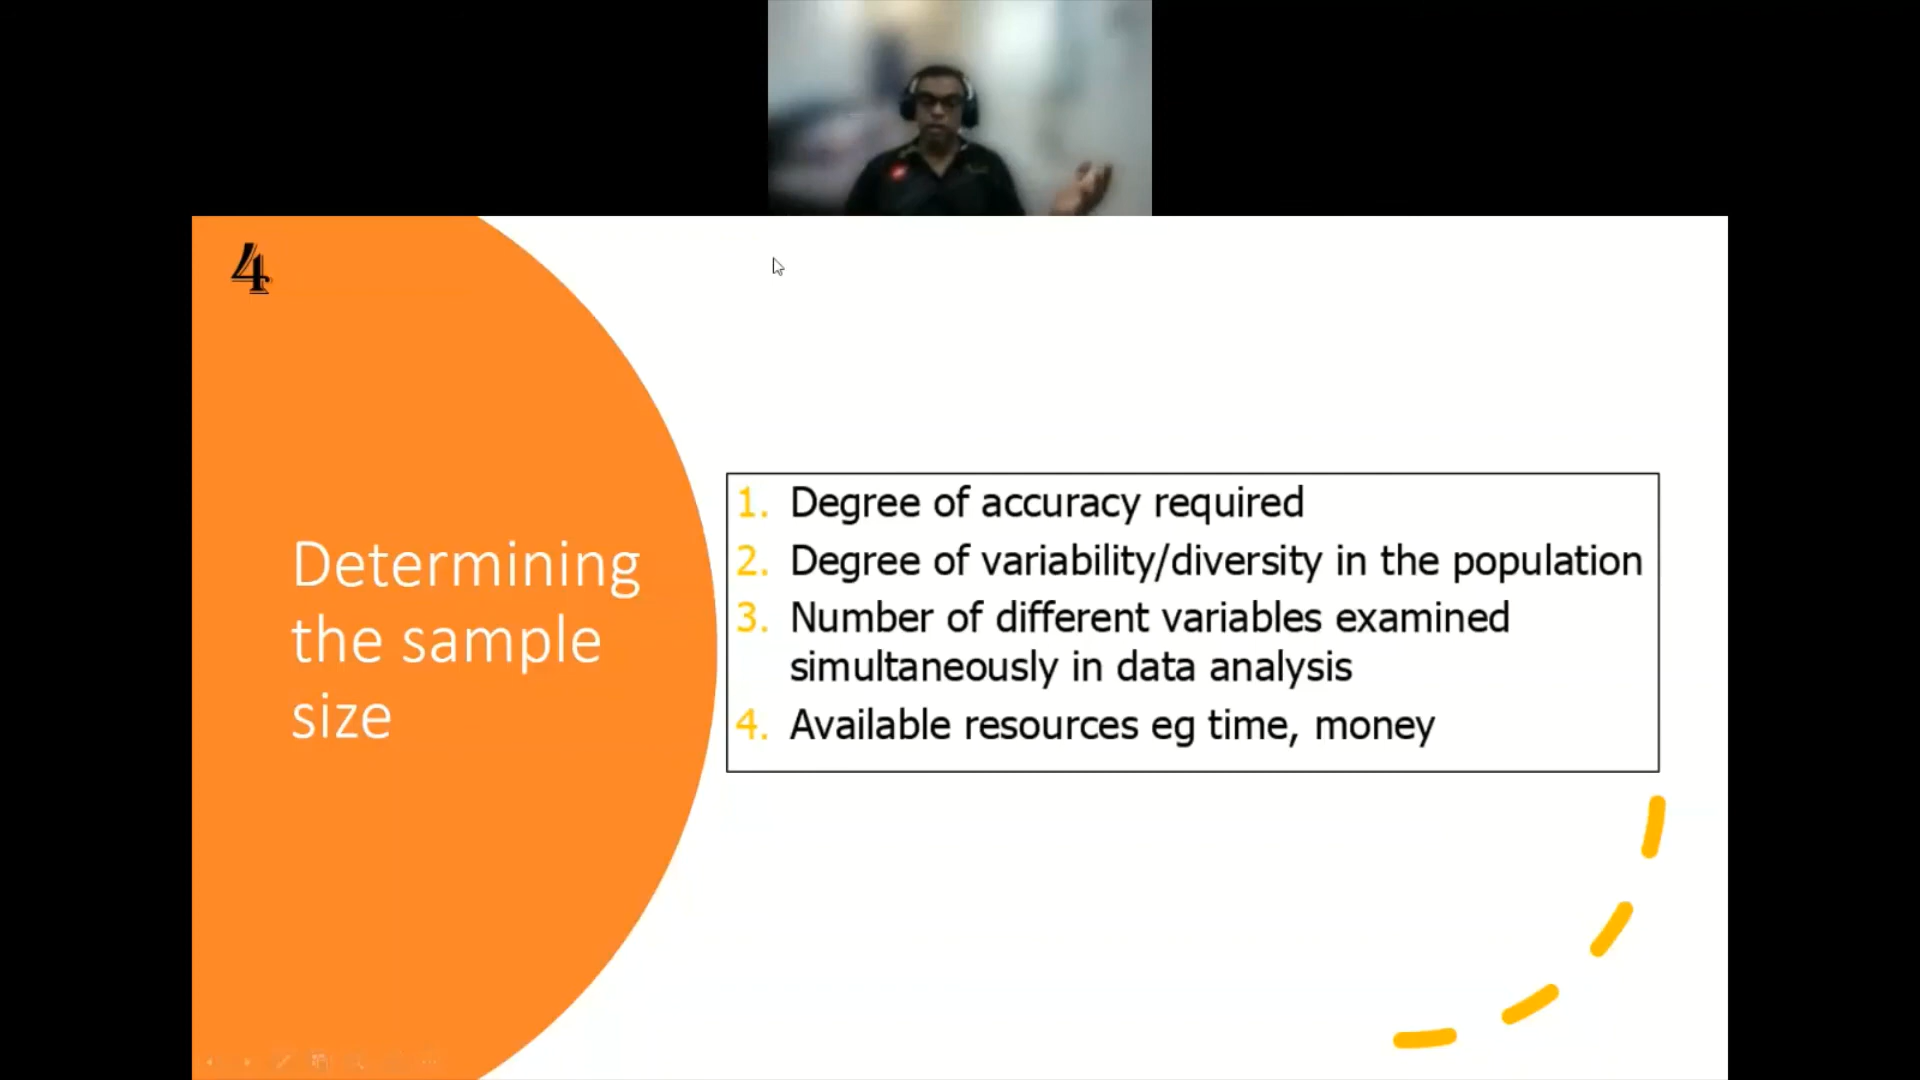 4
Determining
the sample
size
1. Degree of accuracy required
2. Degree of variability/diversity in the population
3. Number of different variables examined
simultaneously in data analysis
4. Available resources eg time, money